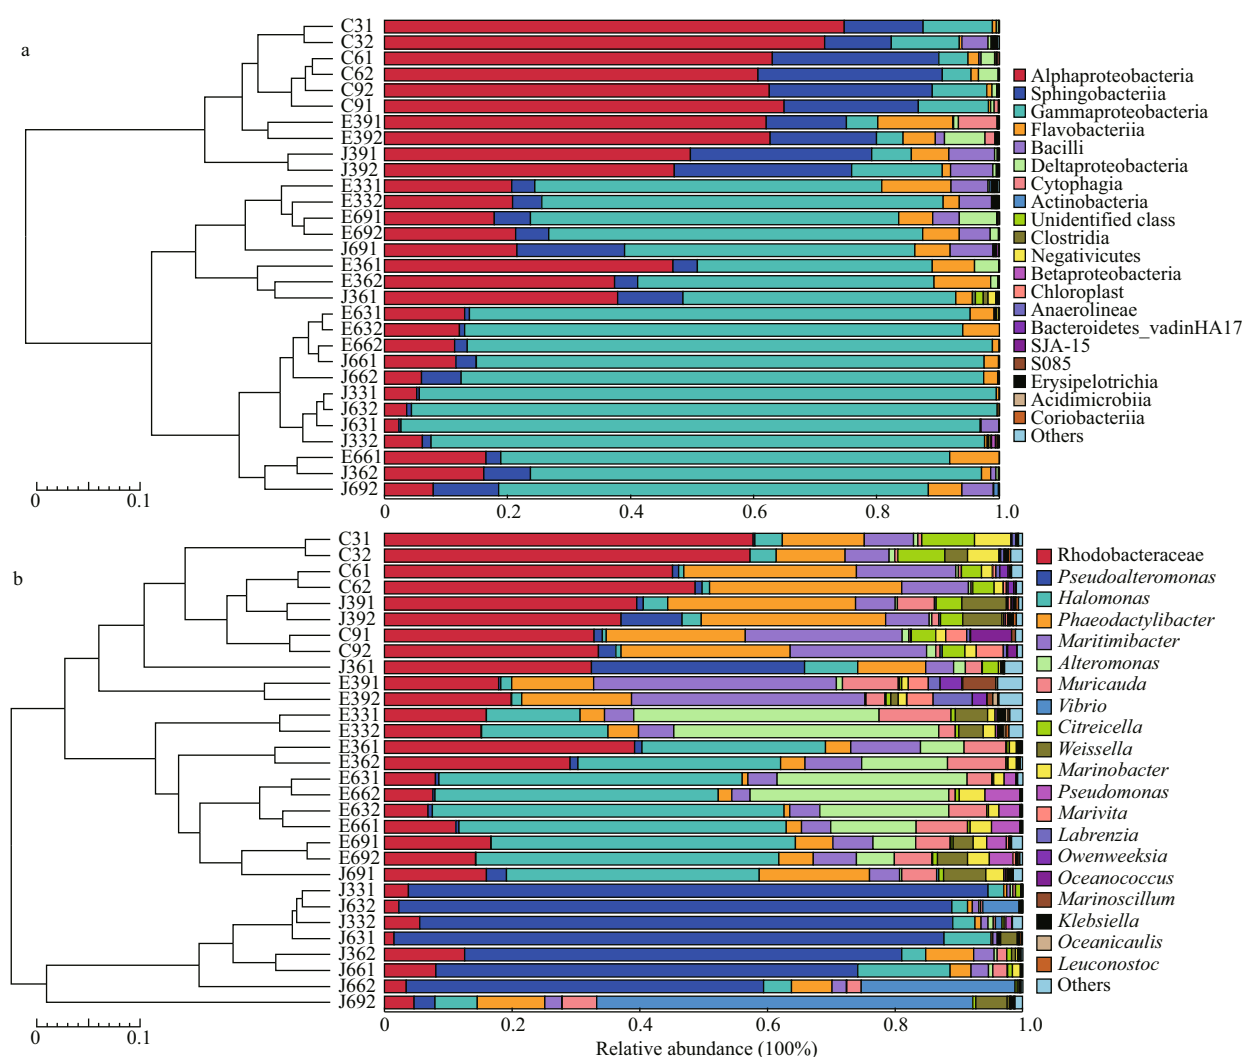 a
C31
C32
C61
C62
C92
C91
E391
E392
J391
J392
E331
E332
E691
E692
J691
E361
E362
J361
E631
E632
E662
J661
J662
J331
J632
J631
J332
E661
J362
J692
0 0.1
0 0.2 0.4 0.6 0.8 1.0
Alphaproteobacteria
Sphingobacteriia
Gammaproteobacteria
Flavobacteriia
Bacilli
Deltaproteobacteria
Cytophagia
Actinobacteria
Unidentified class
Clostridia
Negativicutes
Betaproteobacteria
Chloroplast
Anaerolineae
Bacteroidetes_vadinHA17
SJA-15
S085
Erysipelotrichia
Acidimicrobiia
Coriobacteriia
Others
b
C31
C32
C61
C62
J391
J392
C91
C92
J361
E391
E392
E331
E332
E361
E362
E631
E662
E632
E661
E691
E692
J691
J331
J632
J332
J631
J362
J661
J662
J692
0 0.1
0 0.2 0.4 0.6 0.8 1.0
Relative abundance (100%)
Rhodobacteraceae
Pseudoalteromonas
Halomonas
Phaeodactylibacter
Maritimibacter
Alteromonas
Muricauda
Vibrio
Citreicella
Weissella
Marinobacter
Pseudomonas
Marivita
Labrenzia
Owenweeksia
Oceanococcus
Marinoscillum
Klebsiella
Oceanicaulis
Leuconostoc
Others